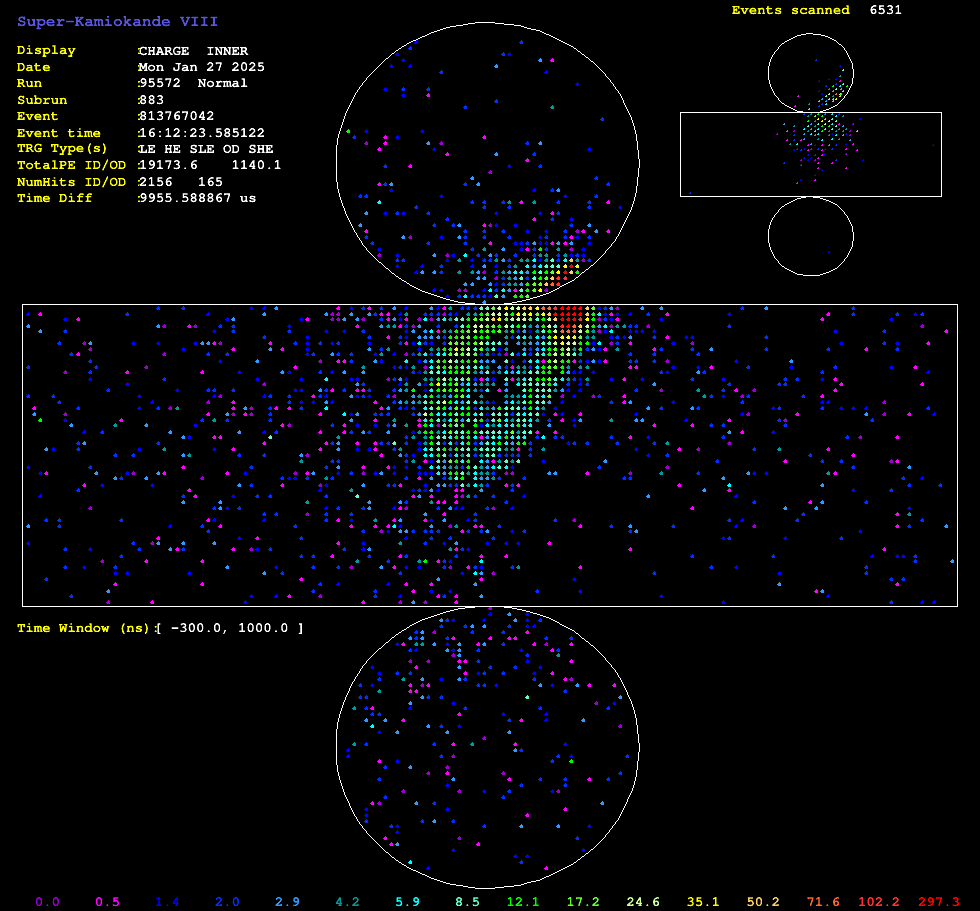 Super-Kamiokande VIII
Events scanned 6531
Display :CHARGE INNER
Date :Mon Jan 27 2025
Run :95572 Normal
Subrun :883
Event :813767042
Event time :16:12:23.585122
TRG Type(s) :LE HE SLE OD SHE
TotalPE ID/OD :19173.6 1140.1
NumHits ID/OD :2156 165
Time Diff :9955.588867 us
Time Window (ns):[ -300.0, 1000.0 ]
0.0 0.5 1.4 2.0 2.9 4.2 5.9 8.5 12.1 17.2 24.6 35.1 50.2 71.6 102.2 297.3